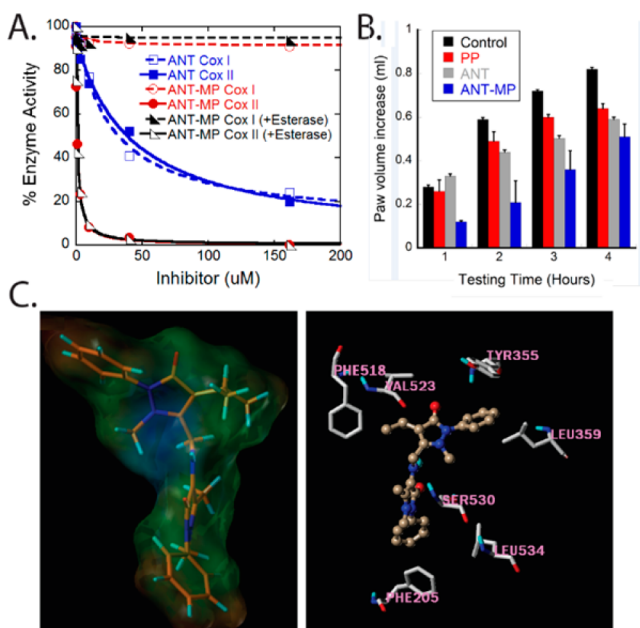 A.
% Enzyme Activity
100
80
60
40
20
0
0
50
100
150
200
Inhibitor (uM)
ANT Cox I
ANT Cox II
ANT-MP Cox I
ANT-MP Cox II
ANT-MP Cox I (+Esterase)
ANT-MP Cox II (+Esterase)
B.
Paw volume increase (ml)
1
0.8
0.6
0.4
0.2
0
Control
PP
ANT
ANT-MP
1
2
3
4
Testing Time (Hours)
C.
PHE518
VAL523
TYR355
LEU359
SER530
LEU534
PHE205